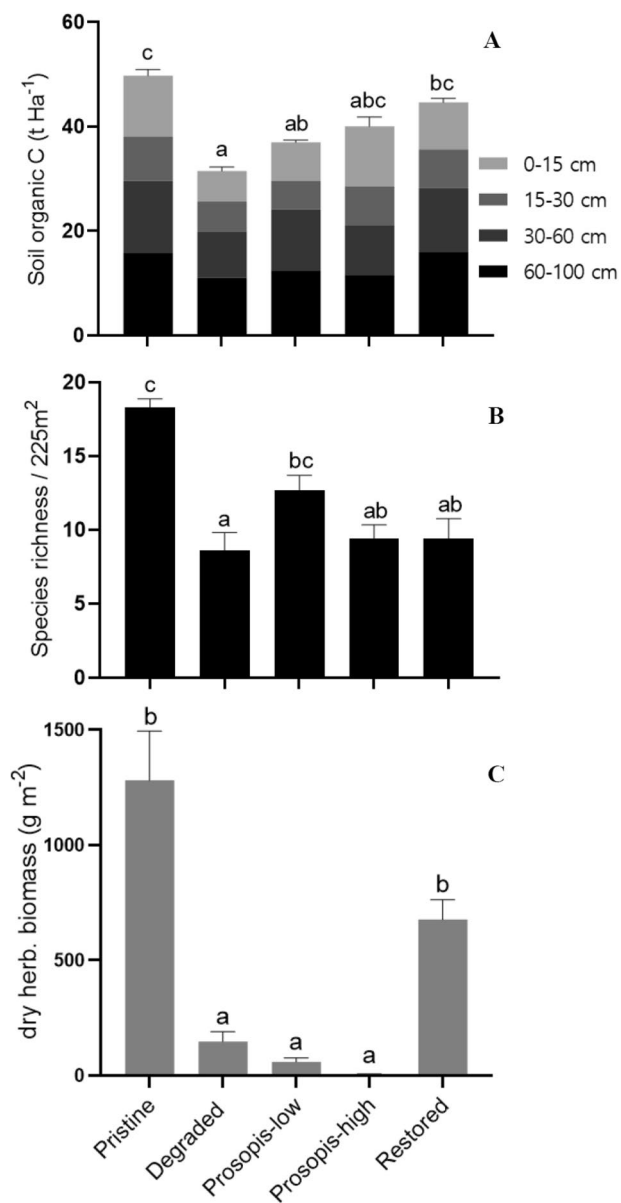 A
Soil organic C (t Ha⁻¹)
60
40
20
0
c
a
ab
abc
bc
0-15 cm
15-30 cm
30-60 cm
60-100 cm
B
Species richness / 225m²
20
15
10
5
0
c
a
bc
ab
ab
C
dry herb. biomass (g m⁻²)
1500
1000
500
0
b
a
a
a
b
Pristine
Degraded
Prosopis-low
Prosopis-high
Restored